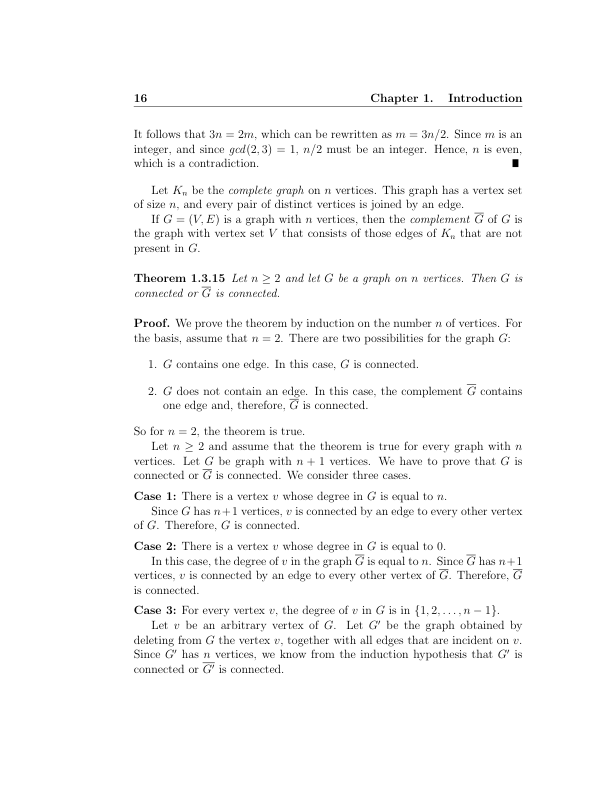 16 Chapter 1. Introduction
It follows that 3n = 2m, which can be rewritten as m = 3n/2. Since m is an
integer, and since gcd(2, 3) = 1, n/2 must be an integer. Hence, n is even,
which is a contradiction. ■
Let Kₙ be the complete graph on n vertices. This graph has a vertex set
of size n, and every pair of distinct vertices is joined by an edge.
If G = (V, E) is a graph with n vertices, then the complement G̅ of G is
the graph with vertex set V that consists of those edges of Kₙ that are not
present in G.
Theorem 1.3.15 Let n ≥ 2 and let G be a graph on n vertices. Then G is
connected or G̅ is connected.
Proof. We prove the theorem by induction on the number n of vertices. For
the basis, assume that n = 2. There are two possibilities for the graph G:
1. G contains one edge. In this case, G is connected.
2. G does not contain an edge. In this case, the complement G̅ contains
one edge and, therefore, G̅ is connected.
So for n = 2, the theorem is true.
Let n ≥ 2 and assume that the theorem is true for every graph with n
vertices. Let G be graph with n + 1 vertices. We have to prove that G is
connected or G̅ is connected. We consider three cases.
Case 1: There is a vertex v whose degree in G is equal to n.
Since G has n+1 vertices, v is connected by an edge to every other vertex
of G. Therefore, G is connected.
Case 2: There is a vertex v whose degree in G is equal to 0.
In this case, the degree of v in the graph G̅ is equal to n. Since G̅ has n+1
vertices, v is connected by an edge to every other vertex of G̅. Therefore, G̅
is connected.
Case 3: For every vertex v, the degree of v in G is in {1, 2, . . . , n − 1}.
Let v be an arbitrary vertex of G. Let G′ be the graph obtained by
deleting from G the vertex v, together with all edges that are incident on v.
Since G′ has n vertices, we know from the induction hypothesis that G′ is
connected or G̅′ is connected.